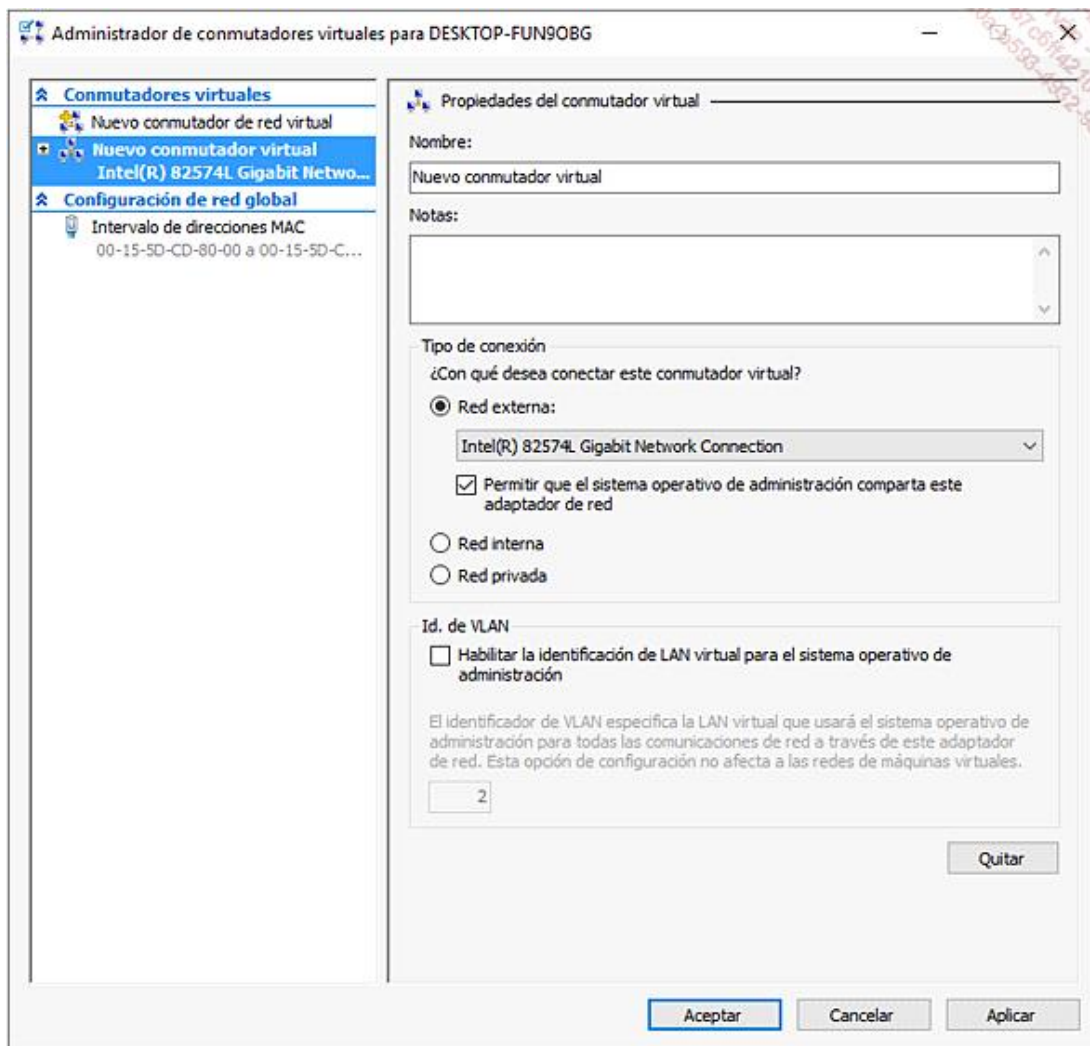 Administrador de conmutadores virtuales para DESKTOP-FUN9OBG
Conmutadores virtuales
Nuevo conmutador de red virtual
Nuevo conmutador virtual
Intel(R) 82574L Gigabit Netwo...
Configuración de red global
Intervalo de direcciones MAC
00-15-5D-CD-80-00 a 00-15-5D-C...
Propiedades del conmutador virtual
Nombre:
Nuevo conmutador virtual
Notas:
Tipo de conexión
¿Con qué desea conectar este conmutador virtual?
Red externa:
Intel(R) 82574L Gigabit Network Connection
Permitir que el sistema operativo de administración comparta este
adaptador de red
Red interna
Red privada
Id. de VLAN
Habilitar la identificación de LAN virtual para el sistema operativo de
administración
El identificador de VLAN especifica la LAN virtual que usará el sistema operativo de
administración para todas las comunicaciones de red a través de este adaptador
de red. Esta opción de configuración no afecta a las redes de máquinas virtuales.
2
Quitar
Aceptar
Cancelar
Aplicar